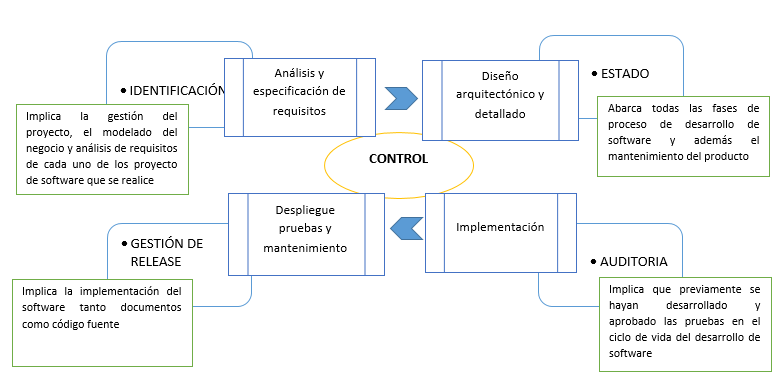 • IDENTIFICACIÓN
Implica la gestión del
proyecto, el modelado del
negocio y análisis de requisitos
de cada uno de los proyecto
de software que se realice
Análisis y
especificación de
requisitos
Diseño
arquitectónico y
detallado
• ESTADO
Abarca todas las fases de
proceso de desarrollo de
software y además el
mantenimiento del producto
CONTROL
• GESTIÓN DE
RELEASE
Implica la implementación del
software tanto documentos
como código fuente
Despliegue
pruebas y
mantenimiento
Implementación
• AUDITORIA
Implica que previamente se
hayan desarrollado y
aprobado las pruebas en el
ciclo de vida del desarrollo de
software